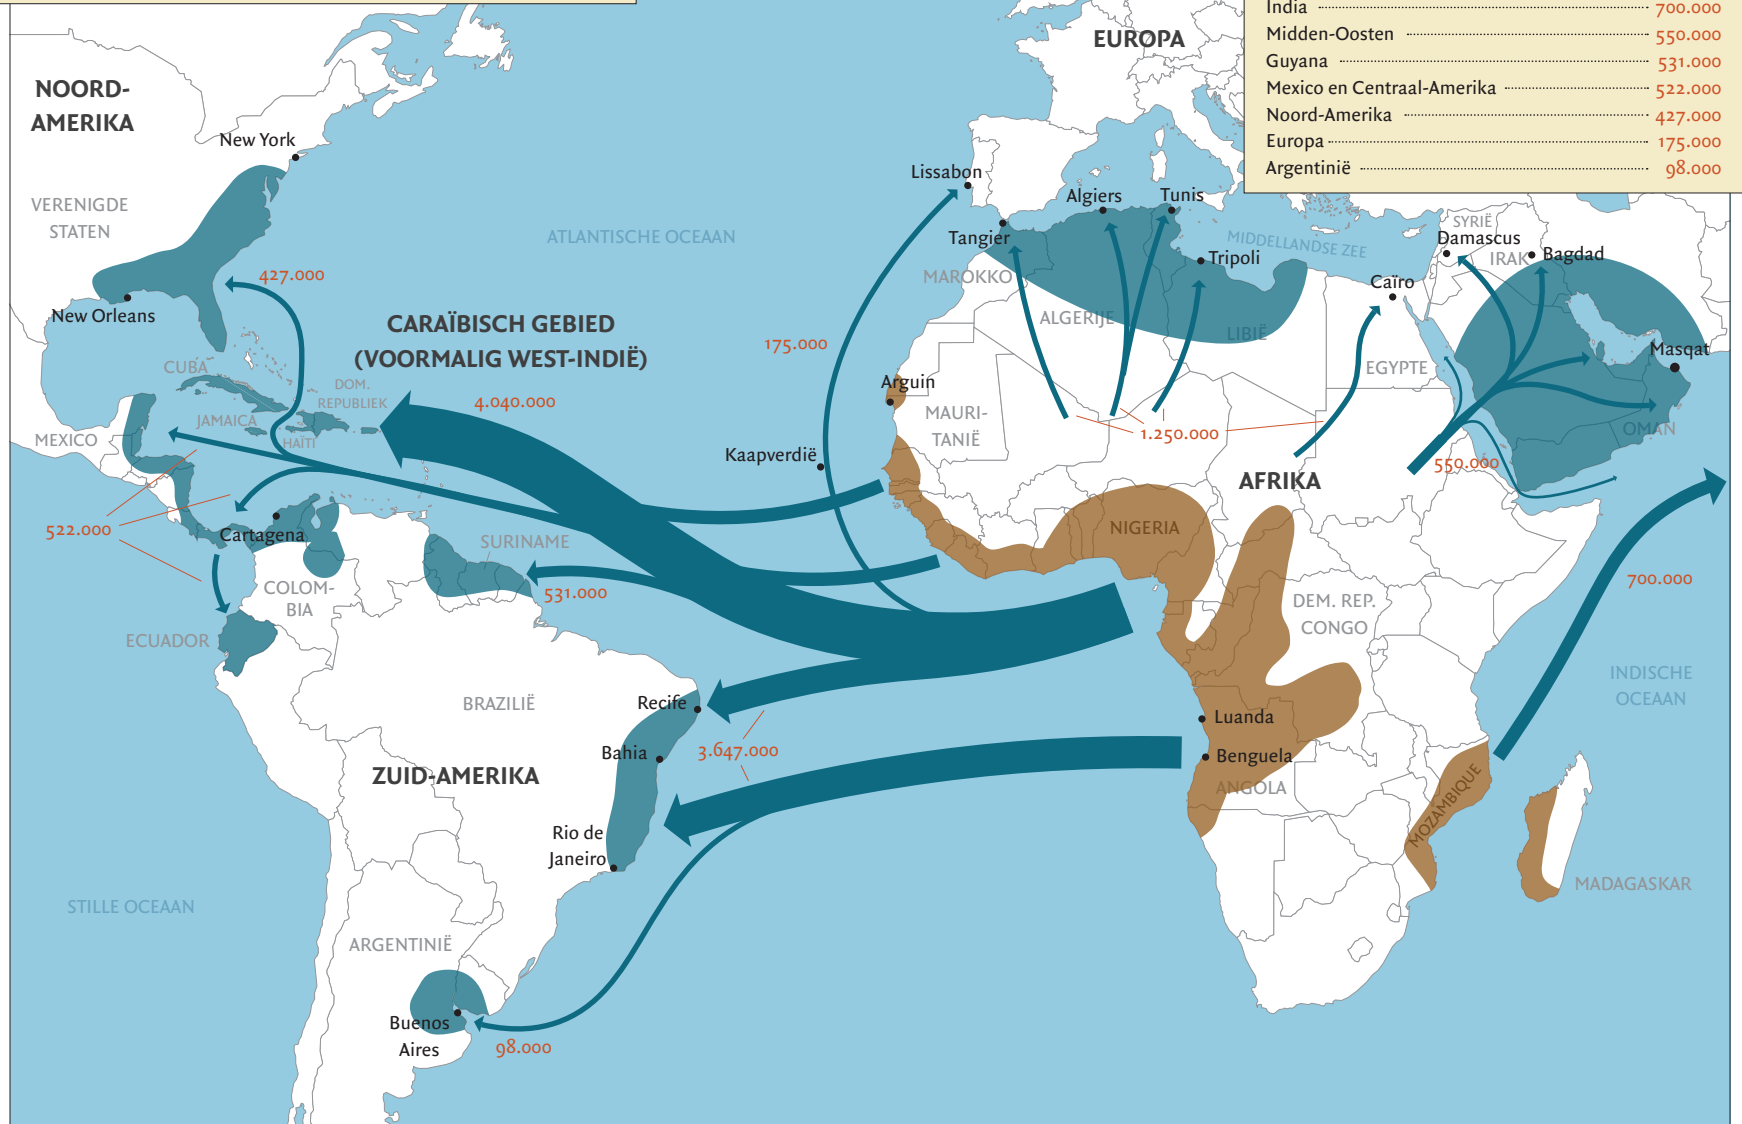 India 700.000
Midden-Oosten 550.000
Guyana 531.000
Mexico en Centraal-Amerika 522.000
Noord-Amerika 427.000
Europa 175.000
Argentinië 98.000
EUROPA
NOORD-
AMERIKA
New York
VERENIGDE
STATEN
ATLANTISCHE OCEAAN
427.000
New Orleans
CARAÏBISCH GEBIED
(VOORMALIG WEST-INDIË)
CUBA
DOM.
REPUBLIEK
JAMAICA
HAÏTI
4.040.000
MEXICO
522.000
Cartagena
SURINAME
531.000
COLOM-
BIA
ECUADOR
BRAZILIË
Recife
Bahia
3.647.000
ZUID-AMERIKA
Rio de
Janeiro
STILLE OCEAAN
ARGENTINIË
Buenos
Aires
98.000
Lissabon
175.000
Tangier
Algiers
Tunis
Tripoli
MIDDELLANDSE ZEE
MAROKKO
ALGERIJE
LIBIË
Caïro
EGYPTE
SYRIË
Damascus
IRAK
Bagdad
Masqat
OMAN
Arguin
MAURI-
TANIË
Kaapverdië
1.250.000
550.000
AFRIKA
NIGERIA
DEM. REP.
CONGO
700.000
INDISCHE
OCEAAN
Luanda
Benguela
ANGOLA
MOZAMBIQUE
MADAGASKAR